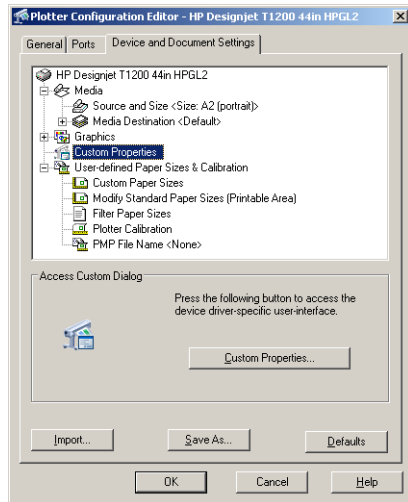 Plotter Configuration Editor - HP Designjet T1200 44in HPGL2
General Ports Device and Document Settings
HP Designjet T1200 44in HPGL2
Media
Source and Size <Size: A2 (portrait)>
Media Destination <Default>
Graphics
Custom Properties
User-defined Paper Sizes & Calibration
Custom Paper Sizes
Modify Standard Paper Sizes (Printable Area)
Filter Paper Sizes
Plotter Calibration
PMP File Name <None>
Access Custom Dialog
Press the following button to access the
device driver-specific user-interface.
Custom Properties...
Import... Save As... Defaults
OK Cancel Help